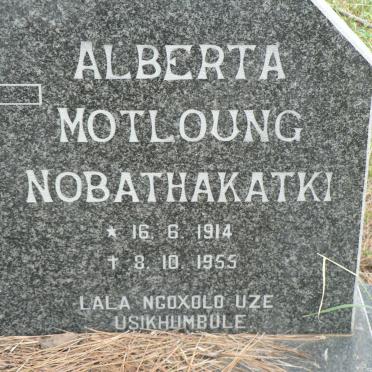 ALBERTA
MOTLOUNG
NOBATHAKATKI
* 16. 6. 1914
† 8. 10. 1955
LALA NGOXOLO UZE
USIKHUMBULE